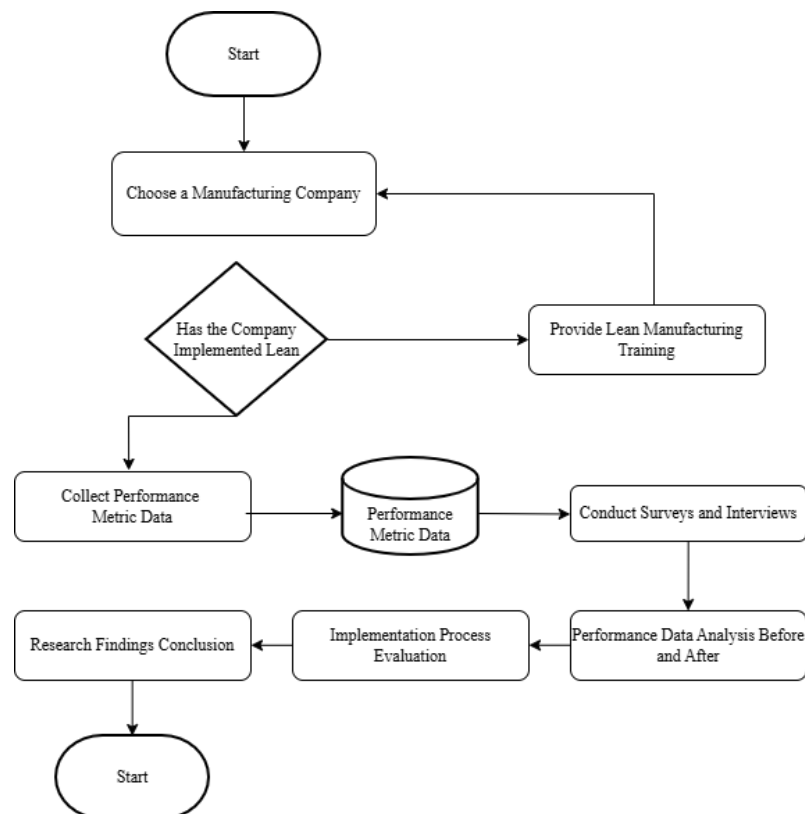 Start
Choose a Manufacturing Company
Has the Company
Implemented Lean
Provide Lean Manufacturing
Training
Collect Performance
Metric Data
Performance
Metric Data
Conduct Surveys and Interviews
Performance Data Analysis Before
and After
Implementation Process
Evaluation
Research Findings Conclusion
Start